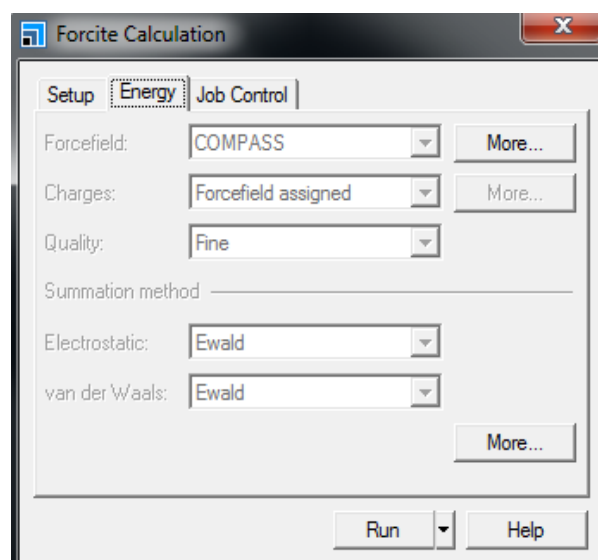 Forcite Calculation
Setup Energy Job Control
Forcefield: COMPASS More...
Charges: Forcefield assigned More...
Quality: Fine
Summation method
Electrostatic: Ewald
van der Waals: Ewald
More...
Run Help